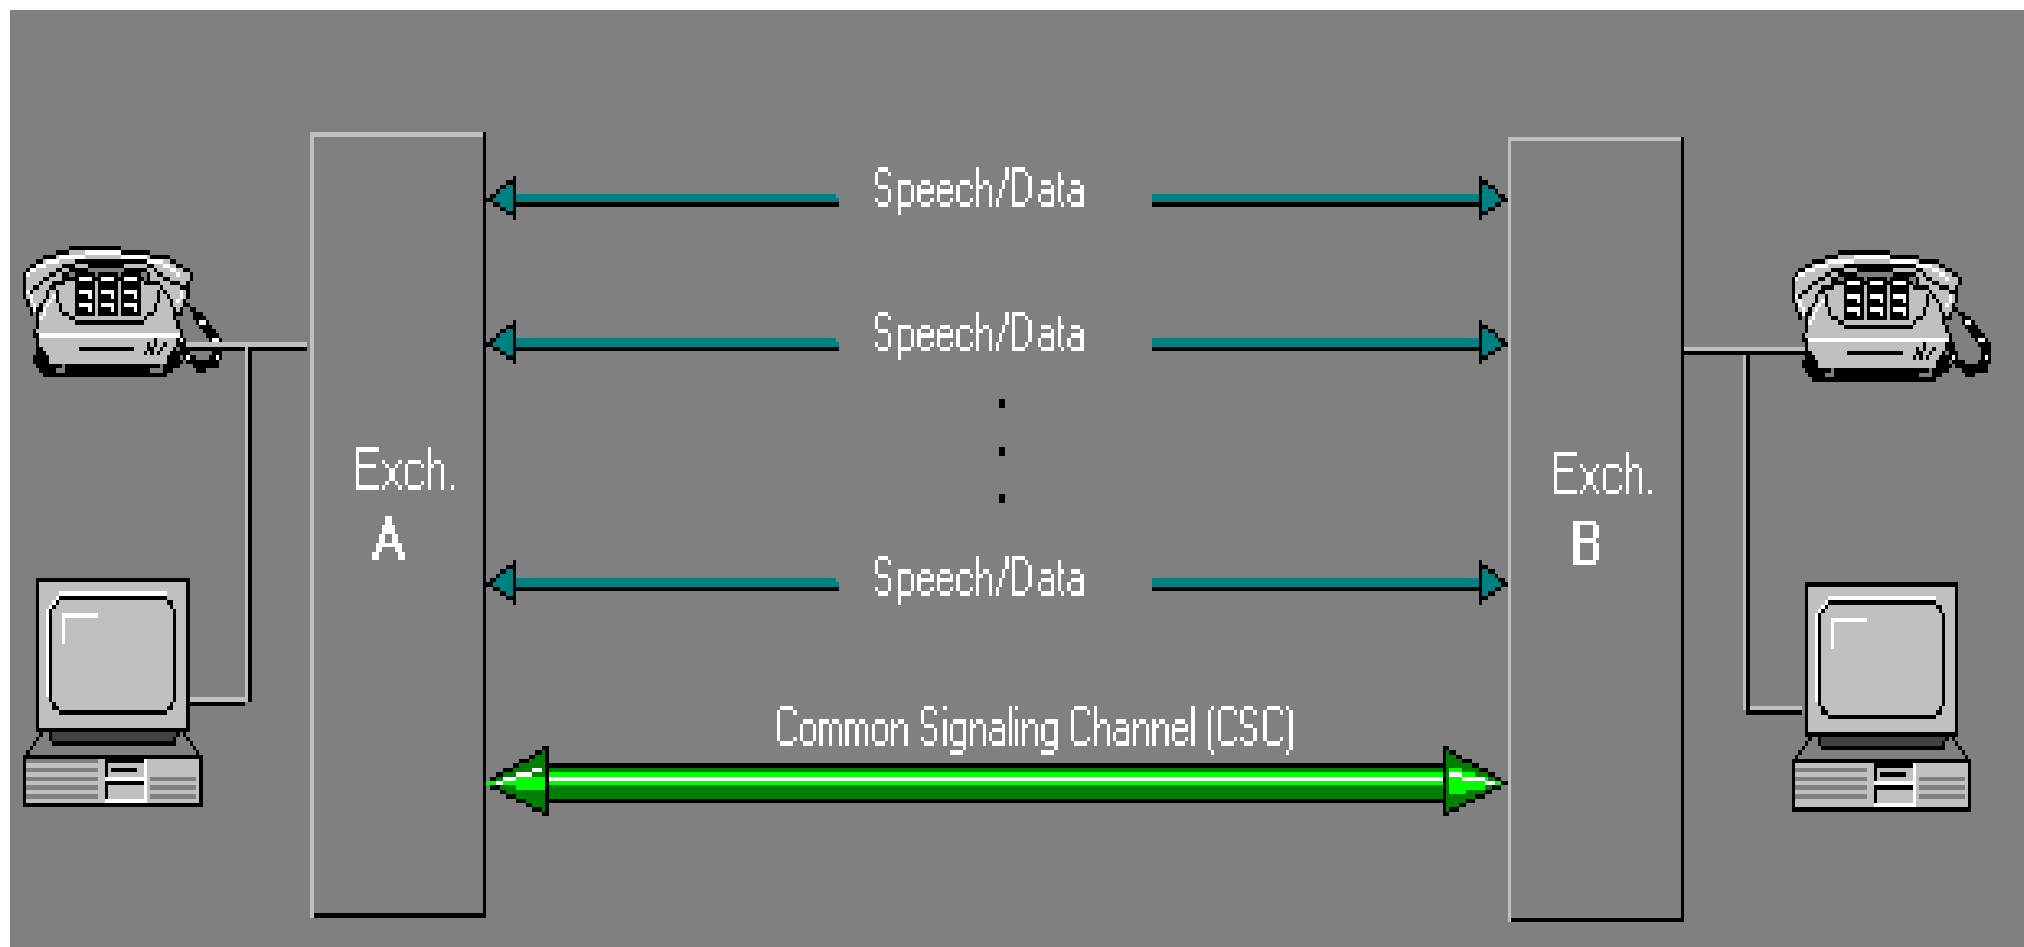 Speech/Data
Speech/Data
Exch.
A
Exch.
B
Speech/Data
Common Signaling Channel (CSC)